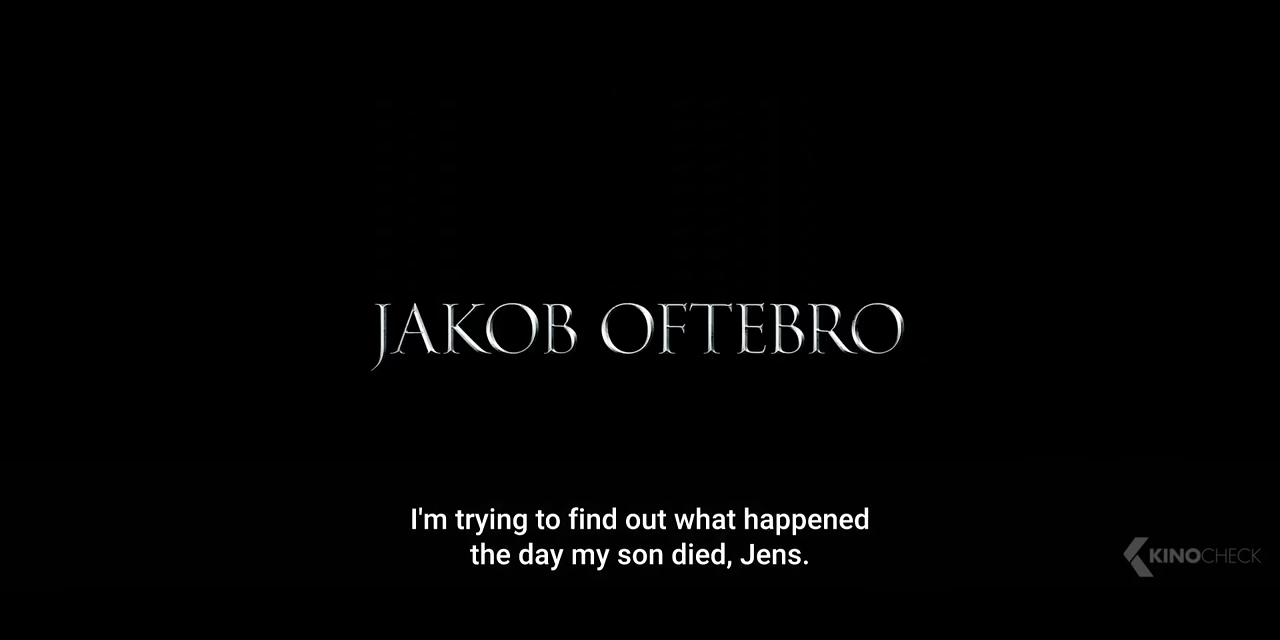 JAKOB OFTEBRO
I'm trying to find out what happened
the day my son died, Jens.
KINOCHECK